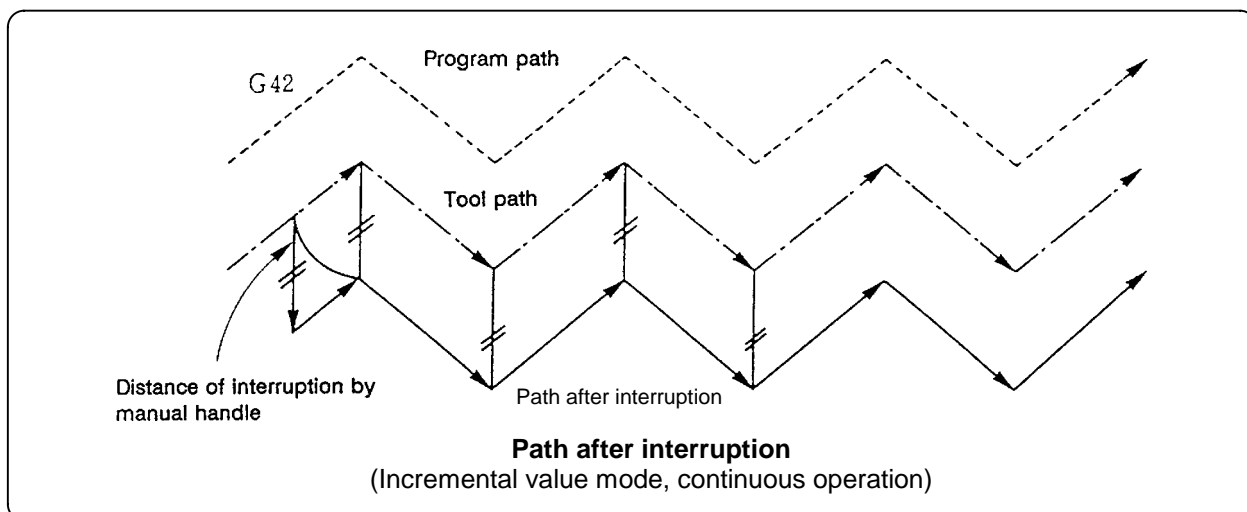 Program path
G42
Tool path
Distance of interruption by
manual handle
Path after interruption
Path after interruption
(Incremental value mode, continuous operation)